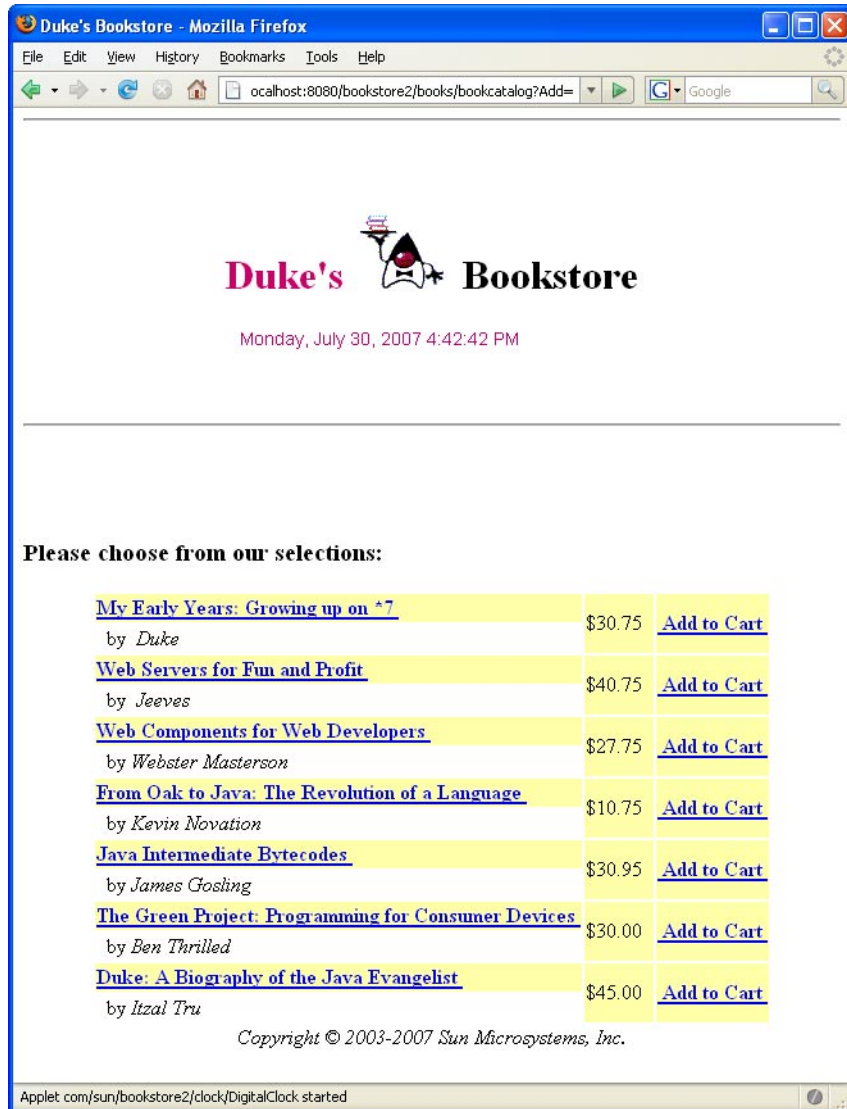 Duke's Bookstore - Mozilla Firefox
File Edit View History Bookmarks Tools Help
ocalhost:8080/bookstore2/books/bookcatalog?Add= G Google
Duke's Bookstore
Monday, July 30, 2007 4:42:42 PM
Please choose from our selections:
My Early Years: Growing up on *7
$30.75 Add to Cart
by Duke
Web Servers for Fun and Profit
$40.75 Add to Cart
by Jeeves
Web Components for Web Developers
$27.75 Add to Cart
by Webster Masterson
From Oak to Java: The Revolution of a Language
$10.75 Add to Cart
by Kevin Novation
Java Intermediate Bytecodes
$30.95 Add to Cart
by James Gosling
The Green Project: Programming for Consumer Devices
$30.00 Add to Cart
by Ben Thrilled
Duke: A Biography of the Java Evangelist
$45.00 Add to Cart
by Itzal Tru
Copyright © 2003-2007 Sun Microsystems, Inc.
Applet com/sun/bookstore2/clock/DigitalClock started